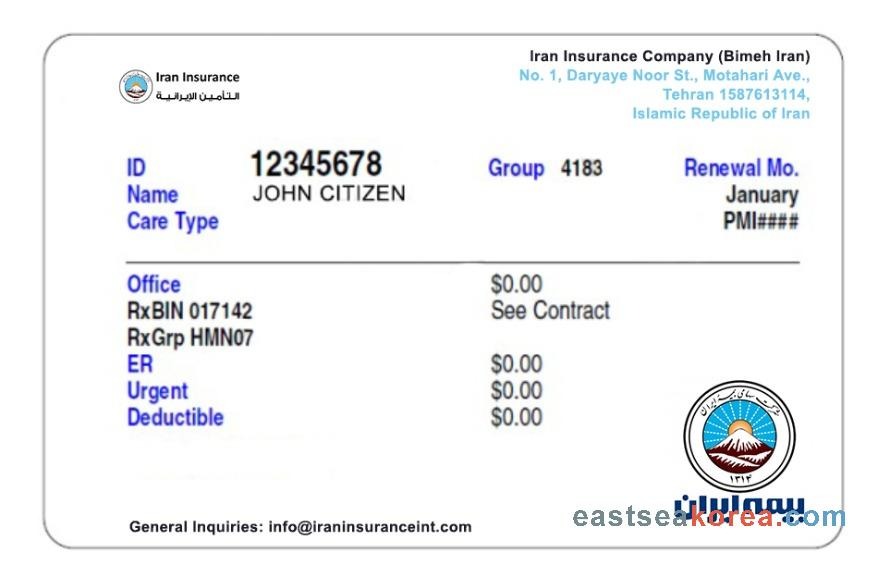 Iran Insurance
التأمين الإيرانية
Iran Insurance Company (Bimeh Iran)
No. 1, Daryaye Noor St., Motahari Ave.,
Tehran 1587613114,
Islamic Republic of Iran
ID 12345678 Group 4183 Renewal Mo.
Name JOHN CITIZEN January
Care Type PMI####
Office $0.00
RxBIN 017142 See Contract
RxGrp HMN07
ER $0.00
Urgent $0.00
Deductible $0.00
شرکت سهامی بیمه ایران
۱۳۱۴
بیمه ایران
eastseakorea.com
General Inquiries: info@iraninsuranceint.com